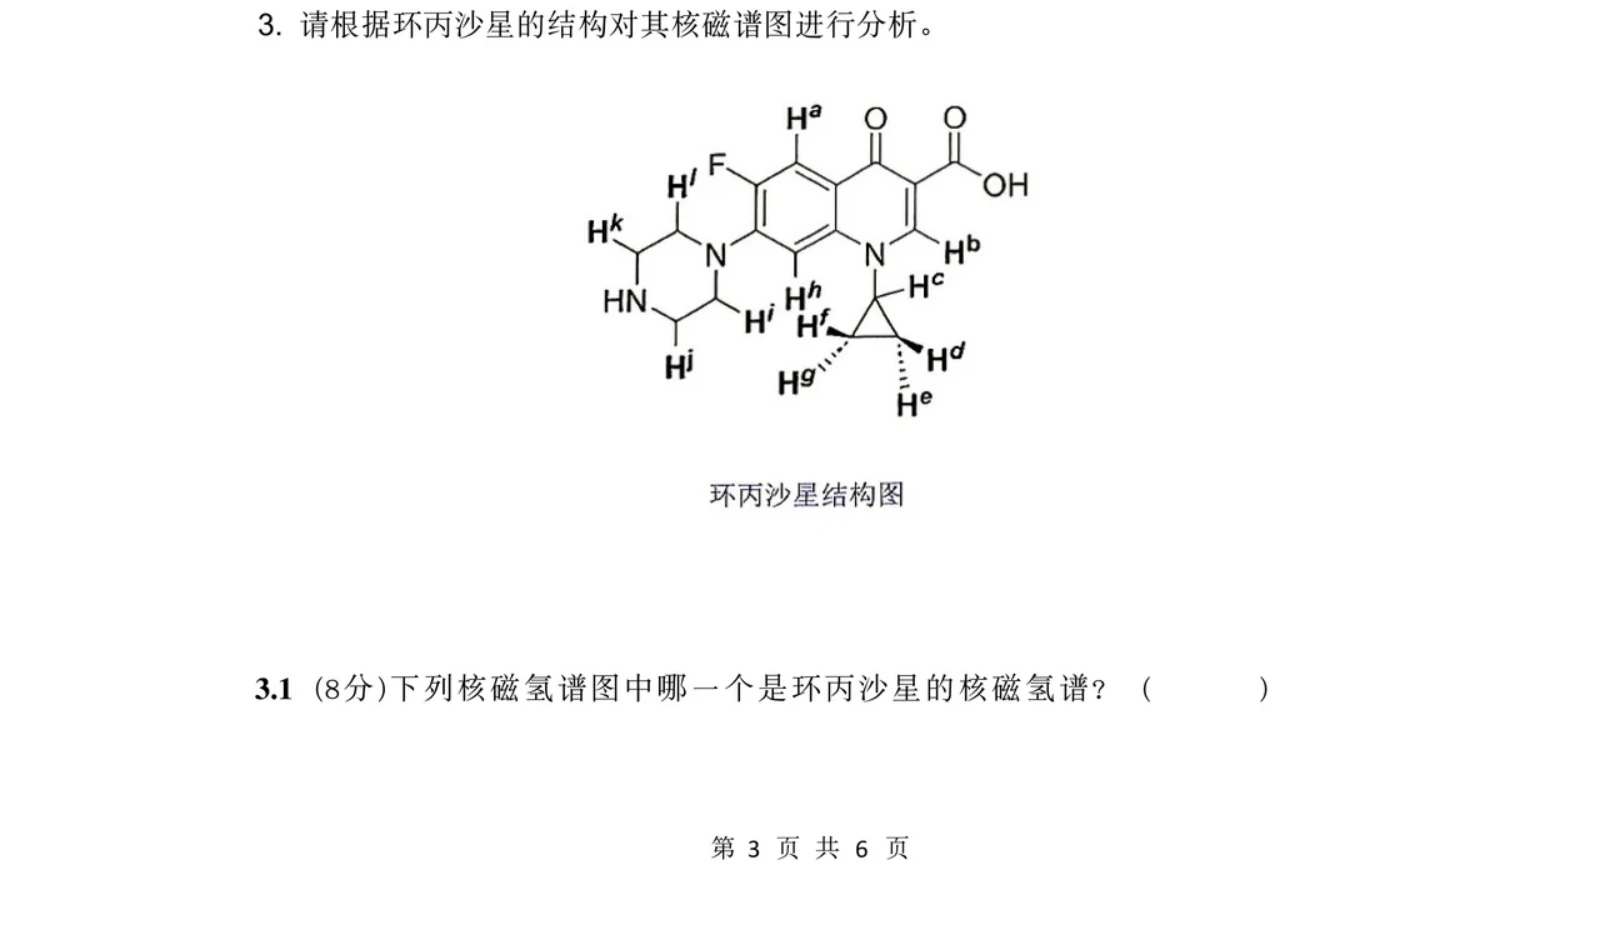 3. 请根据环丙沙星的结构对其核磁谱图进行分析。
Hᵃ O O
F OH
Hˡ
Hᵏ
N N Hᵇ
HN Hʰ Hᶜ
Hⁱ Hᶠ
Hʲ Hᵍ Hᵈ
Hᵉ
环丙沙星结构图
3.1 (8分)下列核磁氢谱图中哪一个是环丙沙星的核磁氢谱? ( )
第 3 页 共 6 页